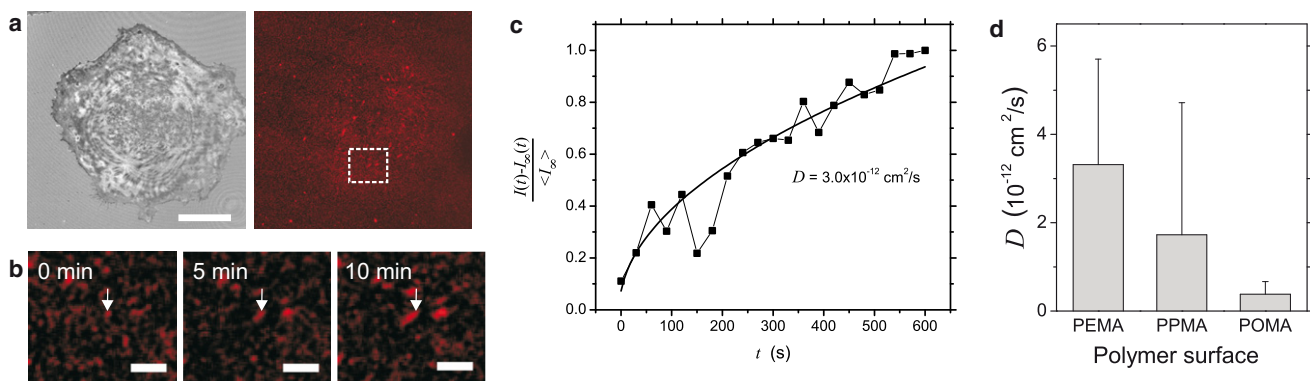 a
b
0 min
5 min
10 min
c
1.0
0.8
0.6
0.4
0.2
0.0
I(t)-I∞(t)
<I∞>
D = 3.0x10⁻¹² cm²/s
0 100 200 300 400 500 600
t (s)
d
D (10⁻¹² cm²/s)
6
4
2
0
PEMA PPMA POMA
Polymer surface